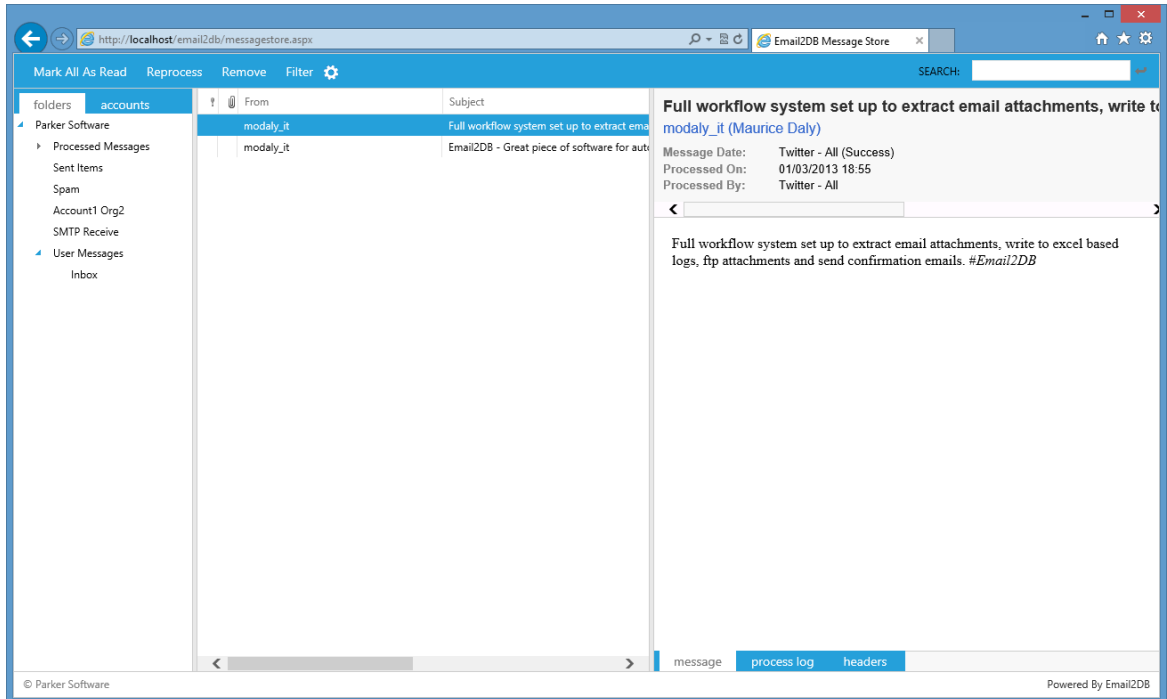 http://localhost/email2db/messagestore.aspx
Email2DB Message Store
Mark All As Read Reprocess Remove Filter
SEARCH:
folders accounts
Parker Software
Processed Messages
Sent Items
Spam
Account1 Org2
SMTP Receive
User Messages
Inbox
From Subject
modaly_it Full workflow system set up to extract ema
modaly_it Email2DB - Great piece of software for auto
Full workflow system set up to extract email attachments, write to
modaly_it (Maurice Daly)
Message Date: Twitter - All (Success)
Processed On: 01/03/2013 18:55
Processed By: Twitter - All
Full workflow system set up to extract email attachments, write to excel based
logs, ftp attachments and send confirmation emails. #Email2DB
message process log headers
© Parker Software
Powered By Email2DB